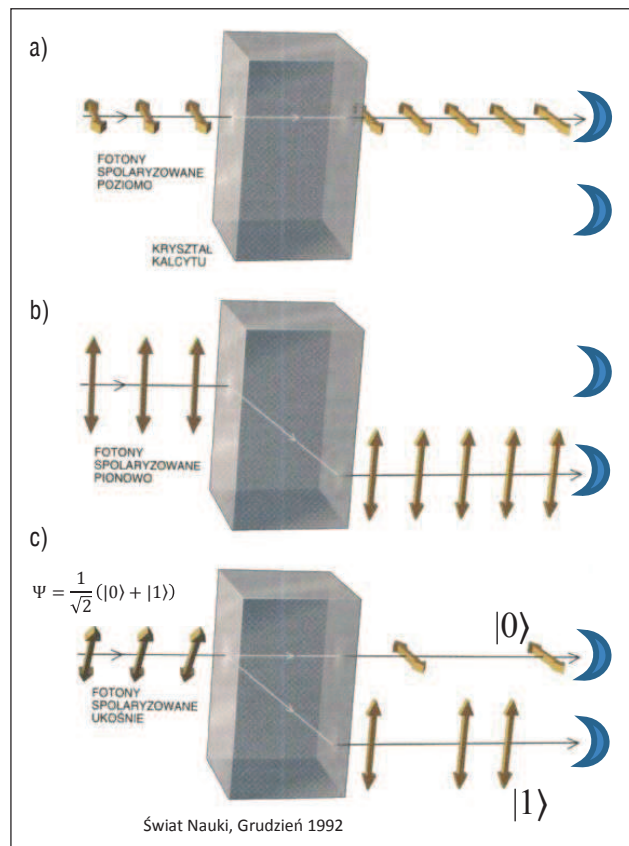 a)
FOTONY
SPOLARYZOWANE
POZIOMO
KRYSZTAŁ
KALCYTU
b)
FOTONY
SPOLARYZOWANE
PIONOWO
c)
Ψ = 1/√2 (|0⟩ + |1⟩)
|0⟩
FOTONY
SPOLARYZOWANE
UKOŚNIE
|1⟩
Świat Nauki, Grudzień 1992